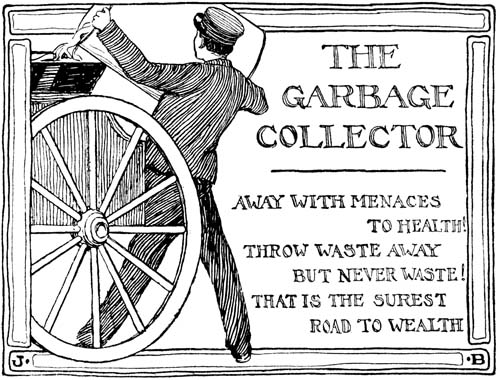 THE
GARBAGE
COLLECTOR
AWAY WITH MENACES
TO HEALTH!
THROW WASTE AWAY
BUT NEVER WASTE!
THAT IS THE SUREST
ROAD TO WEALTH
J· ·B